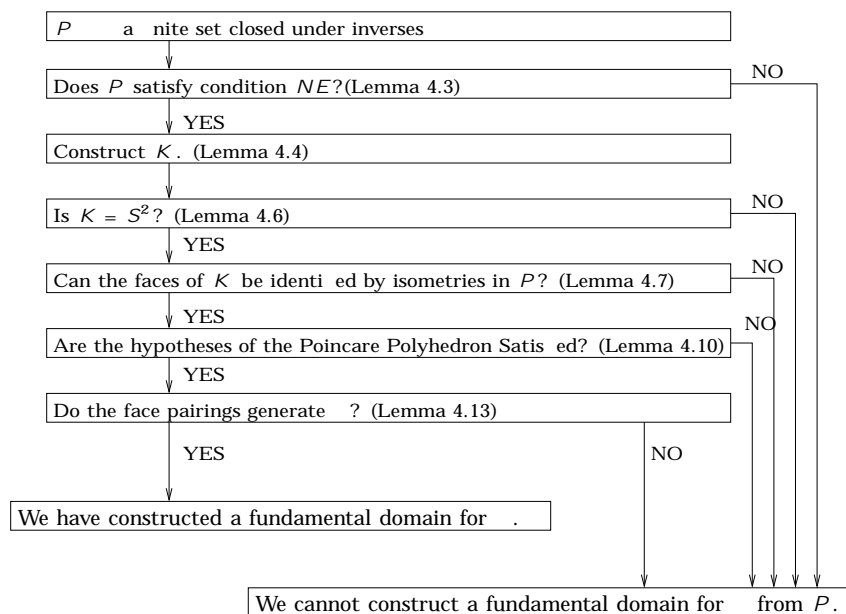 P a nite set closed under inverses
Does P satisfy condition NE?(Lemma 4.3)
NO
YES
Construct K. (Lemma 4.4)
Is K = S²? (Lemma 4.6)
NO
YES
Can the faces of K be identi ed by isometries in P? (Lemma 4.7)
NO
YES
Are the hypotheses of the Poincare Polyhedron Satis ed? (Lemma 4.10)
NO
YES
Do the face pairings generate ? (Lemma 4.13)
YES
NO
We have constructed a fundamental domain for .
We cannot construct a fundamental domain for from P.